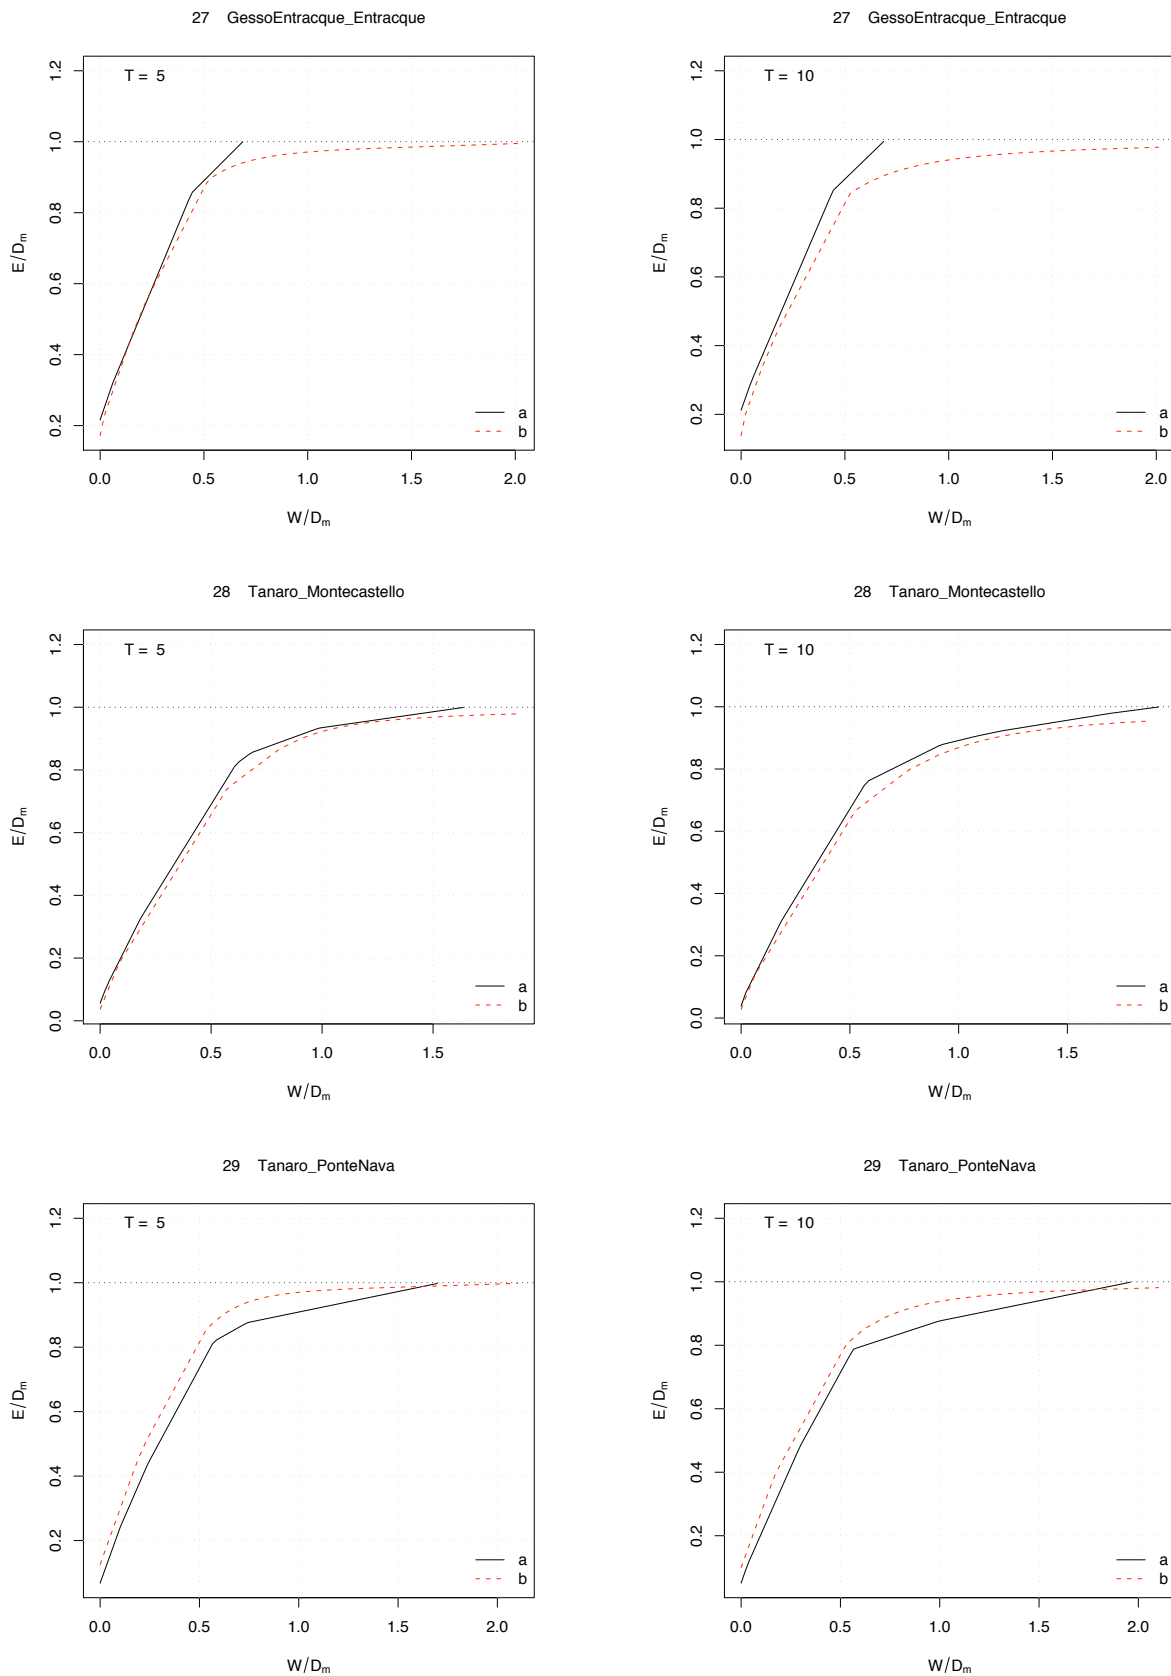 27 GessoEntracque_Entracque
T = 5
1.2
1.0
0.8
0.6
0.4
0.2
E/Dm
a
b
0.0 0.5 1.0 1.5 2.0
W/Dm
27 GessoEntracque_Entracque
T = 10
1.2
1.0
0.8
0.6
0.4
0.2
E/Dm
a
b
0.0 0.5 1.0 1.5 2.0
W/Dm
28 Tanaro_Montecastello
T = 5
1.2
1.0
0.8
0.6
0.4
0.2
0.0
E/Dm
a
b
0.0 0.5 1.0 1.5
W/Dm
28 Tanaro_Montecastello
T = 10
1.2
1.0
0.8
0.6
0.4
0.2
0.0
E/Dm
a
b
0.0 0.5 1.0 1.5
W/Dm
29 Tanaro_PonteNava
T = 5
1.2
1.0
0.8
0.6
0.4
0.2
E/Dm
a
b
0.0 0.5 1.0 1.5 2.0
W/Dm
29 Tanaro_PonteNava
T = 10
1.2
1.0
0.8
0.6
0.4
0.2
E/Dm
a
b
0.0 0.5 1.0 1.5 2.0
W/Dm